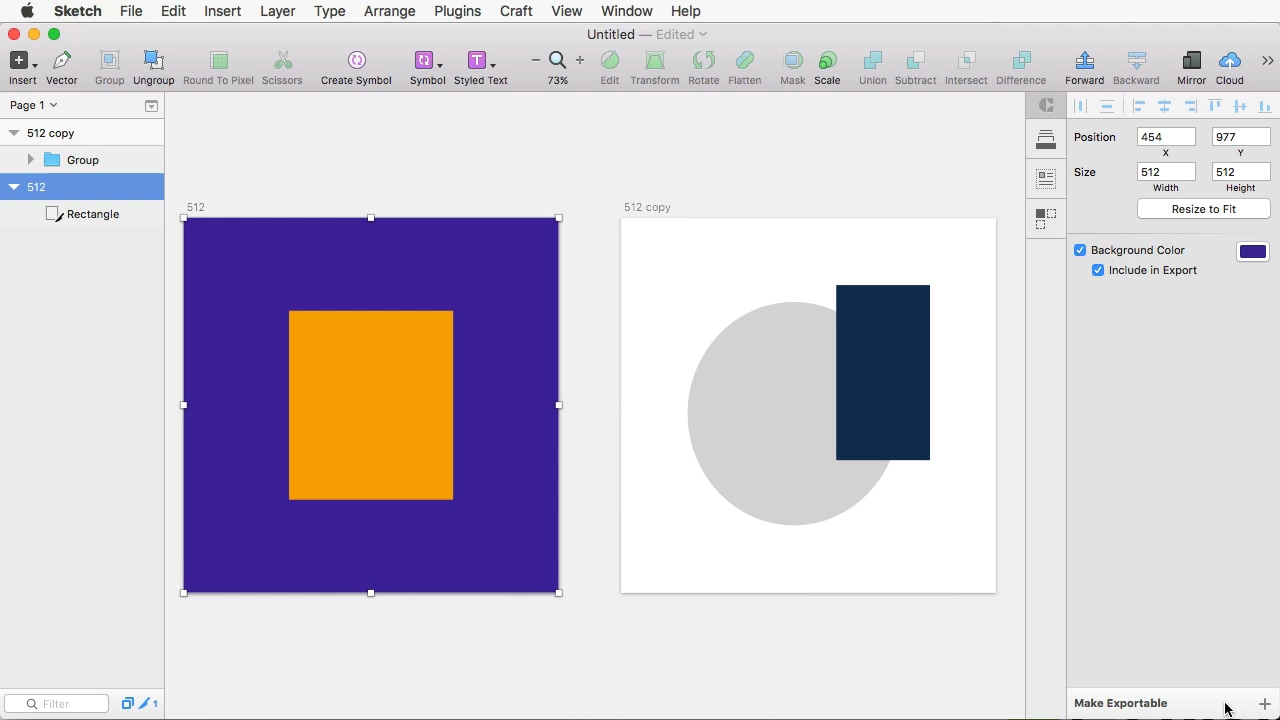 Sketch File Edit Insert Layer Type Arrange Plugins Craft View Window Help
Untitled — Edited
Insert Vector Group Ungroup Round To Pixel Scissors Create Symbol Symbol Styled Text 73% Edit Transform Rotate Flatten Mask Scale Union Subtract Intersect Difference Forward Backward Mirror Cloud
Page 1
512 copy
Group
512
Rectangle
Filter
1
512
512 copy
Position 454 977
X Y
Size 512 512
Width Height
Resize to Fit
Background Color
Include in Export
Make Exportable